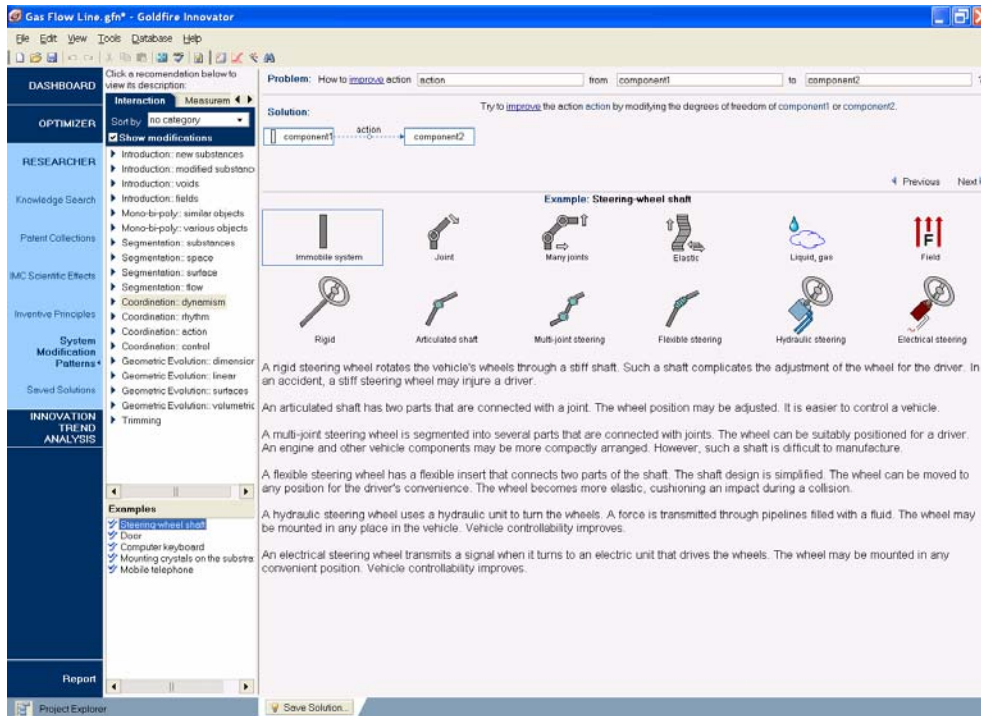 Gas Flow Line.gfn* - Goldfire Innovator
File Edit View Tools Database Help
DASHBOARD
OPTIMIZER
RESEARCHER
Knowledge Search
Patent Collections
IMC Scientific Effects
Inventive Principles
System
Modification
Patterns
Saved Solutions
INNOVATION
TREND
ANALYSIS
Report
Click a recomendation below to
view its description:
Interaction Measurem
Sort by no category
Show modifications
Introduction:: new substances
Introduction:: modified substanc
Introduction:: voids
Introduction:: fields
Mono-bi-poly:: similar objects
Mono-bi-poly:: various objects
Segmentation:: substances
Segmentation:: space
Segmentation:: surface
Segmentation:: flow
Coordination:: dynamism
Coordination:: rhythm
Coordination:: action
Coordination:: control
Geometric Evolution:: dimension
Geometric Evolution:: linear
Geometric Evolution:: surfaces
Geometric Evolution:: volumetric
Trimming
Examples
Steering-wheel shaft
Door
Computer keyboard
Mounting crystals on the substra
Mobile telephone
Problem: How to improve action action from component1 to component2 ?
Solution:
Try to improve the action action by modifying the degrees of freedom of component1 or component2.
component1 action component2
Previous Next
Example: Steering-wheel shaft
F
Immobile system Joint Many joints Elastic Liquid, gas Field
Rigid Articulated shaft Multi-joint steering Flexible steering Hydraulic steering Electrical steering
A rigid steering wheel rotates the vehicle's wheels through a stiff shaft. Such a shaft complicates the adjustment of the wheel for the driver. In
an accident, a stiff steering wheel may injure a driver.
An articulated shaft has two parts that are connected with a joint. The wheel position may be adjusted. It is easier to control a vehicle.
A multi-joint steering wheel is segmented into several parts that are connected with joints. The wheel can be suitably positioned for a driver.
An engine and other vehicle components may be more compactly arranged. However, such a shaft is difficult to manufacture.
A flexible steering wheel has a flexible insert that connects two parts of the shaft. The shaft design is simplified. The wheel can be moved to
any position for the driver's convenience. The wheel becomes more elastic, cushioning an impact during a collision.
A hydraulic steering wheel uses a hydraulic unit to turn the wheels. A force is transmitted through pipelines filled with a fluid. The wheel may
be mounted in any place in the vehicle. Vehicle controllability improves.
An electrical steering wheel transmits a signal when it turns to an electric unit that drives the wheels. The wheel may be mounted in any
convenient position. Vehicle controllability improves.
Project Explorer
Save Solution...